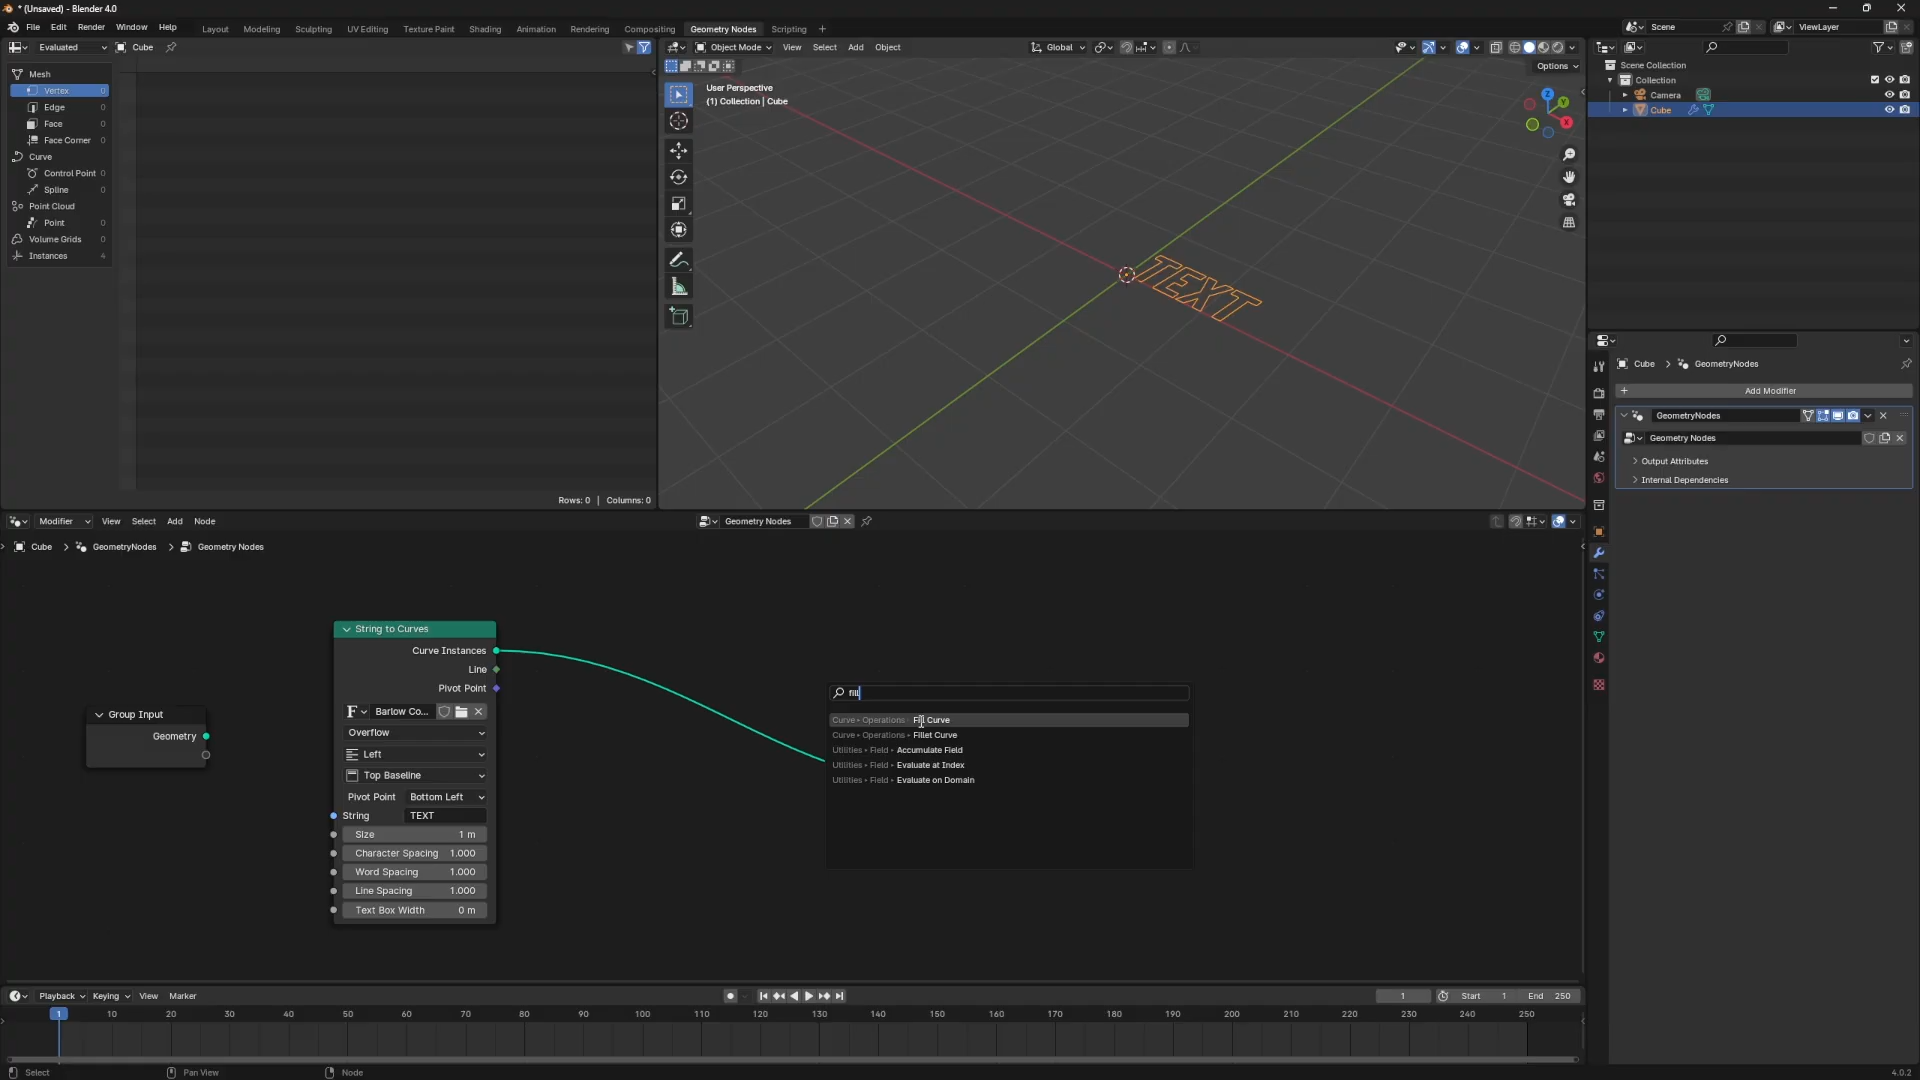 * (Unsaved) - Blender 4.0
File Edit Render Window Help
Layout Modeling Sculpting UV Editing Texture Paint Shading Animation Rendering Compositing Geometry Nodes Scripting +
Scene
ViewLayer
Evaluated Cube
Mesh
Vertex 0
Edge 0
Face 0
Face Corner 0
Curve
Control Point 0
Spline 0
Point Cloud
Point 0
Volume Grids 0
Instances 4
Rows: 0 | Columns: 0
Object Mode View Select Add Object
Global
Options
User Perspective
(1) Collection | Cube
Z
Y
X
TEXT
Scene Collection
Collection
Camera
Cube
Cube > GeometryNodes
+ Add Modifier
GeometryNodes
Geometry Nodes
Output Attributes
Internal Dependencies
Modifier View Select Add Node
Geometry Nodes
Cube > GeometryNodes > Geometry Nodes
Group Input
Geometry
String to Curves
Curve Instances
Line
Pivot Point
F Barlow Co...
Overflow
Left
Top Baseline
Pivot Point Bottom Left
String TEXT
Size 1 m
Character Spacing 1.000
Word Spacing 1.000
Line Spacing 1.000
Text Box Width 0 m
fill
Curve ▸ Operations ▸ Fill Curve
Curve ▸ Operations ▸ Fillet Curve
Utilities ▸ Field ▸ Accumulate Field
Utilities ▸ Field ▸ Evaluate at Index
Utilities ▸ Field ▸ Evaluate on Domain
Playback Keying View Marker
1
Start 1
End 250
1 10 20 30 40 50 60 70 80 90 100 110 120 130 140 150 160 170 180 190 200 210 220 230 240 250
Select
Pan View
Node
4.0.2